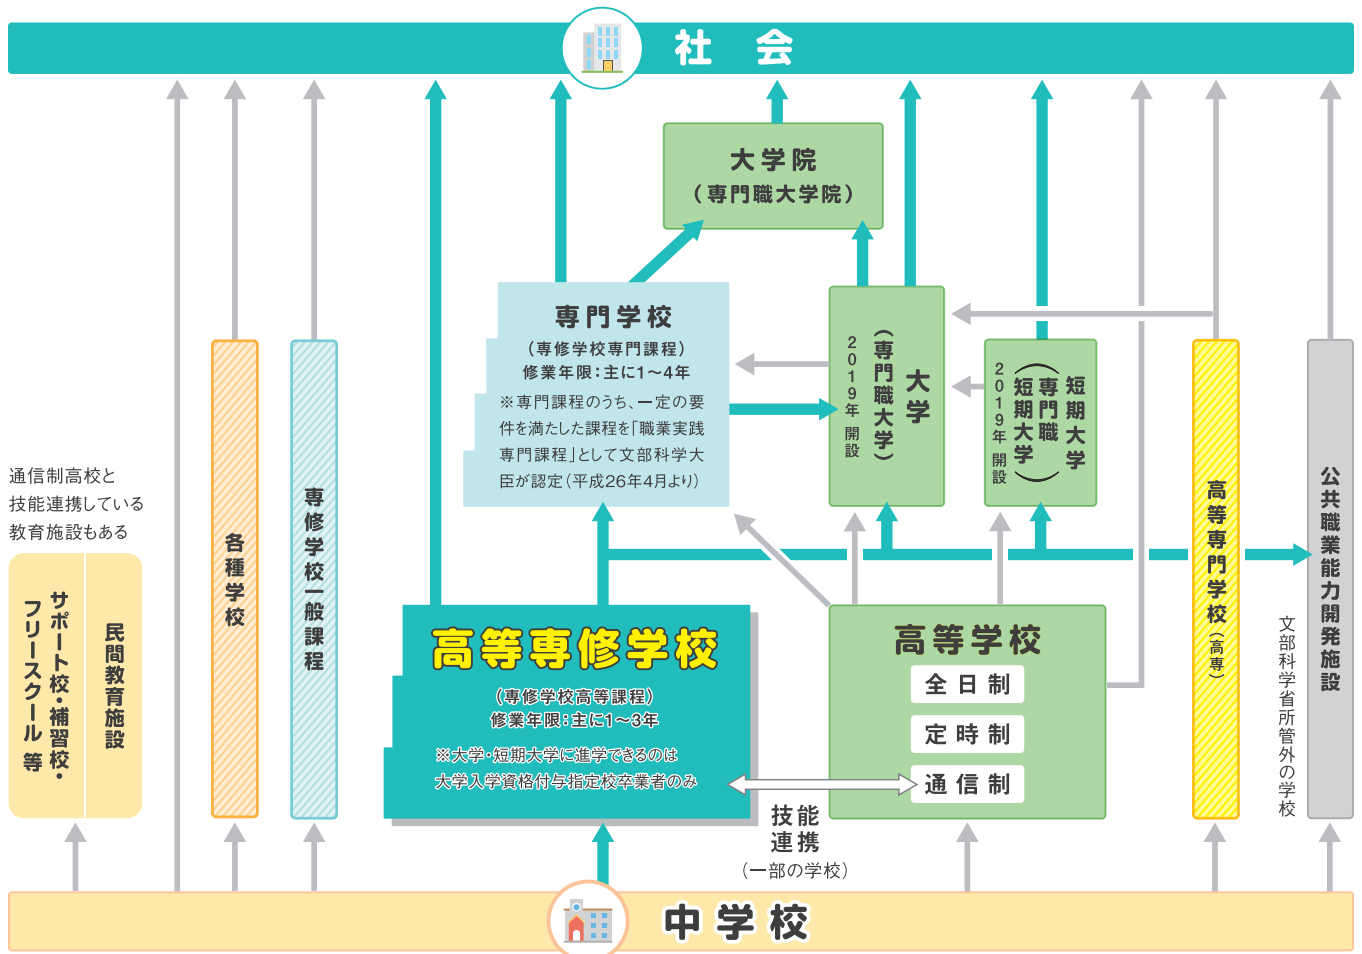 社　会
大学院
（専門職大学院）
専門学校
（専修学校専門課程）
修業年限：主に1～4年
※専門課程のうち、一定の要
件を満たした課程を「職業実践
専門課程」として文部科学大
臣が認定（平成26年4月より）
大学
（専門職大学）
2019年 開設
短期大学
（専門職
短期大学）
2019年 開設
通信制高校と
技能連携している
教育施設もある
民間教育施設
サポート校・補習校・
フリースクール 等
各種学校
専修学校一般課程
高等専修学校
（専修学校高等課程）
修業年限：主に1～3年
※大学・短期大学に進学できるのは
大学入学資格付与指定校卒業者のみ
技能
連携
（一部の学校）
高等学校
全日制
定時制
通信制
高等専門学校（高専）
公共職業能力開発施設
文部科学省所管外の学校
中学校